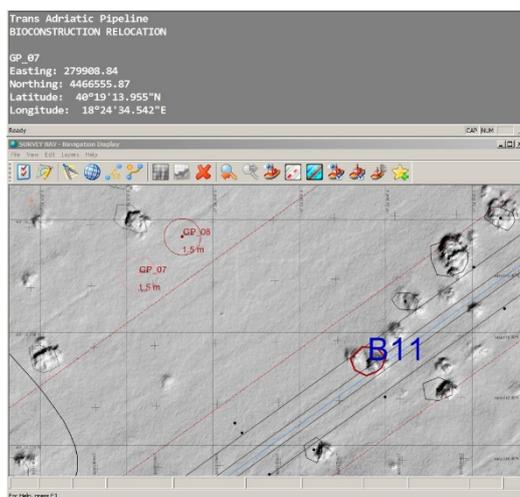 Trans Adriatic Pipeline
BIOCONSTRUCTION RELOCATION
GP_07
Easting: 279908.84
Northing: 4466555.87
Latitude: 40°19'13.955"N
Longitude: 18°24'34.542"E
Ready
CAP NUM
SURVEY NAV - Navigation Display
File View Edit Layers Help
GP_08
1.5 m
GP_07
1.5 m
B11
For Help, press F1